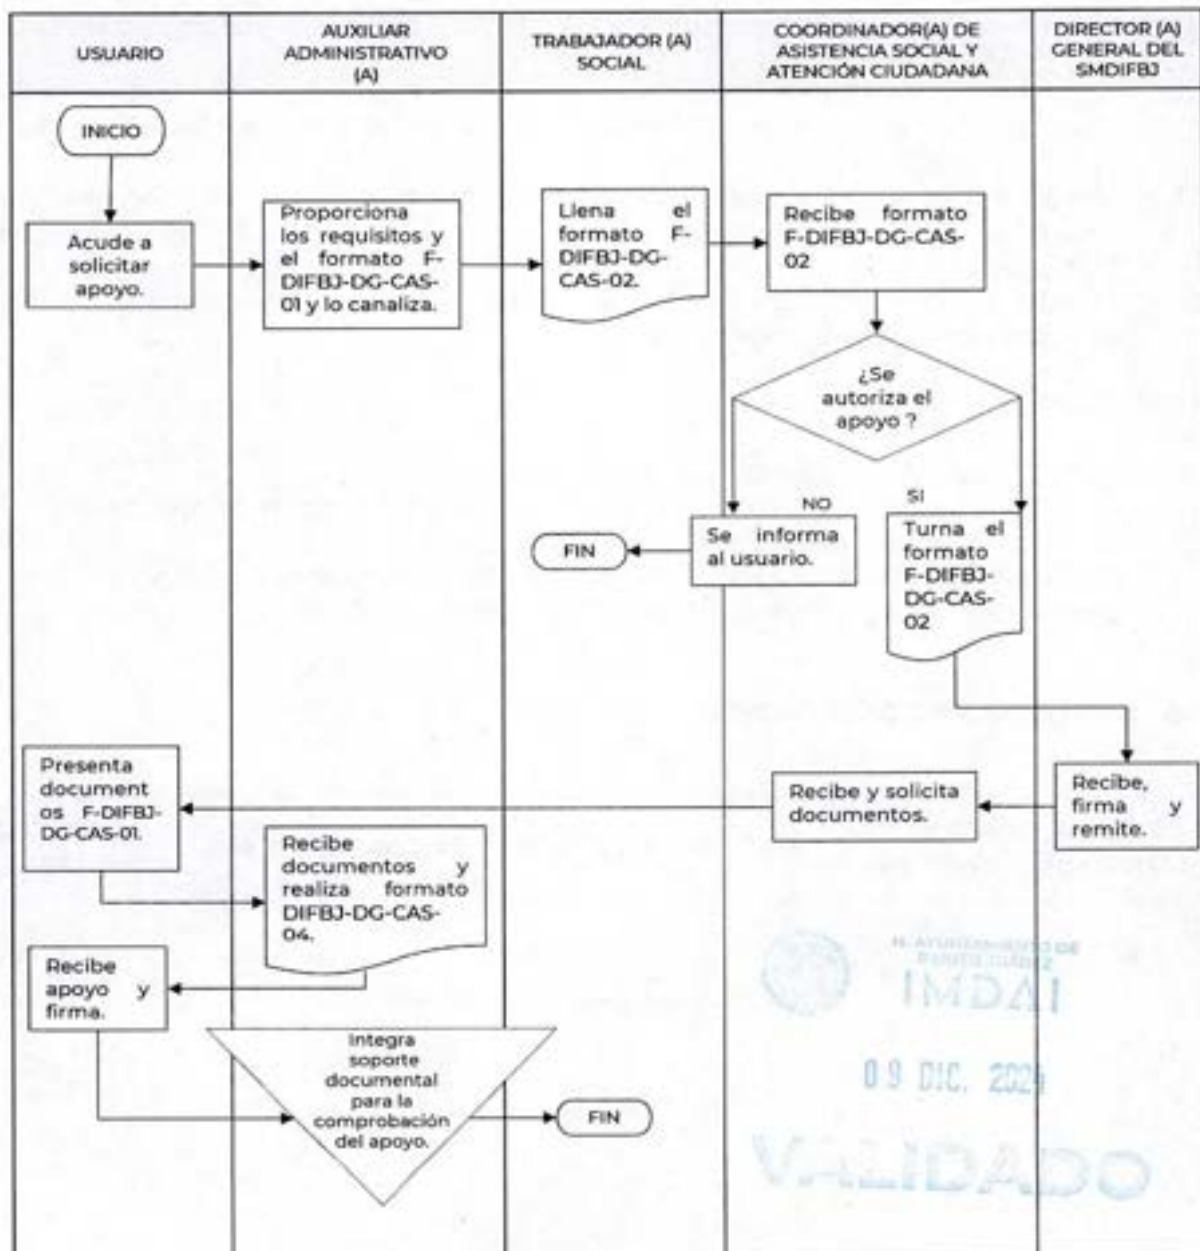 USUARIO
AUXILIAR
ADMINISTRATIVO
(A)
TRABAJADOR (A)
SOCIAL
COORDINADOR(A) DE
ASISTENCIA SOCIAL Y
ATENCIÓN CIUDADANA
DIRECTOR (A)
GENERAL DEL
SMDIFBJ
INICIO
Acude a
solicitar
apoyo.
Proporciona
los requisitos y
el formato F-
DIFBJ-DG-CAS-
01 y lo canaliza.
Llena el
formato F-
DIFBJ-DG-
CAS-02.
Recibe formato
F-DIFBJ-DG-CAS-
02
¿Se
autoriza el
apoyo ?
NO
SI
Se informa
al usuario.
FIN
Turna el
formato
F-DIFBJ-
DG-CAS-
02
Recibe,
firma y
remite.
Recibe y solicita
documentos.
Presenta
document
os F-DIFBJ-
DG-CAS-01.
Recibe
documentos y
realiza formato
DIFBJ-DG-CAS-
04.
Recibe
apoyo y
firma.
Integra
soporte
documental
para la
comprobación
del apoyo.
FIN
H. AYUNTAMIENTO DE
BENITO JUÁREZ
IMDAI
09 DIC. 202
VALIDADO